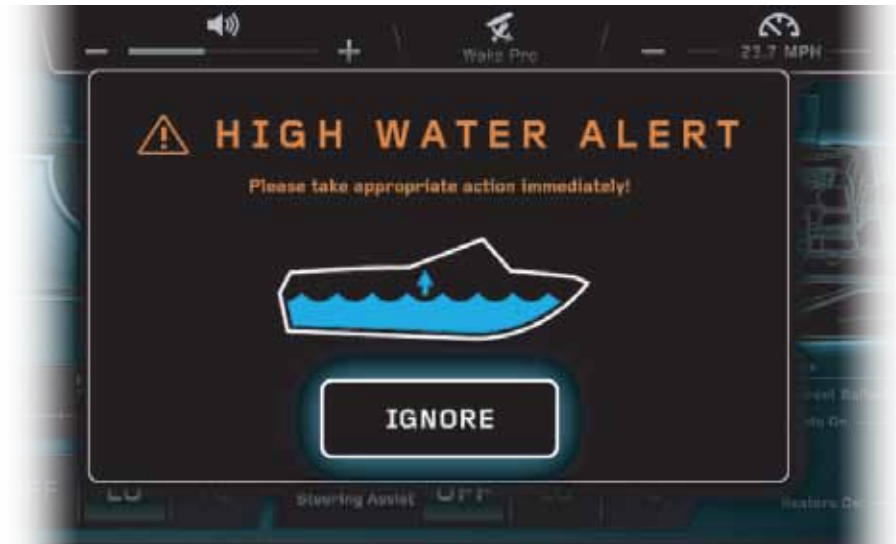 Wake Pro
23.7 MPH
HIGH WATER ALERT
Please take appropriate action immediately!
IGNORE
Steering Assist OFF